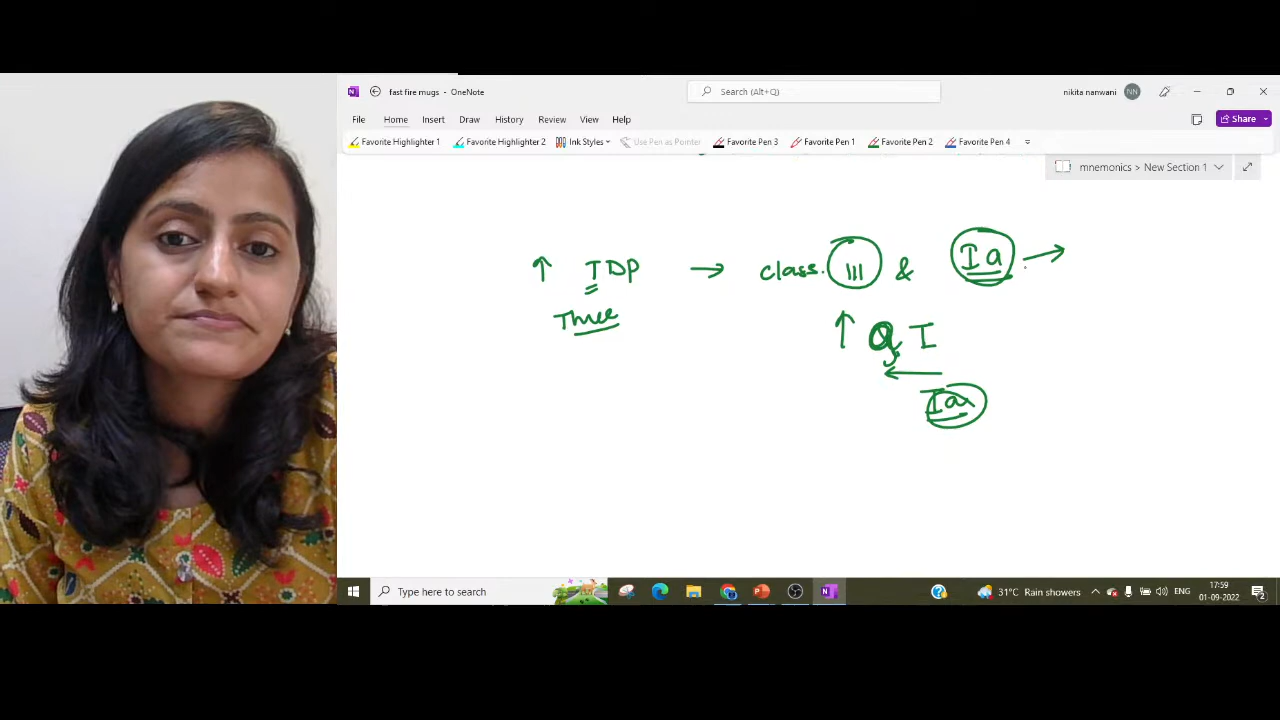 fast fire mugs - OneNote
Search (Alt+Q)
nikita nanwani NN
File Home Insert Draw History Review View Help
Share
Favorite Highlighter 1 Favorite Highlighter 2 Ink Styles Use Pen as Pointer Favorite Pen 3 Favorite Pen 1 Favorite Pen 2 Favorite Pen 4
mnemonics > New Section 1
↑ TDP → class. III & Ia →
Three
↑ Q I
←
Ia
Type here to search
31°C Rain showers
ENG
17:59
01-09-2022
2